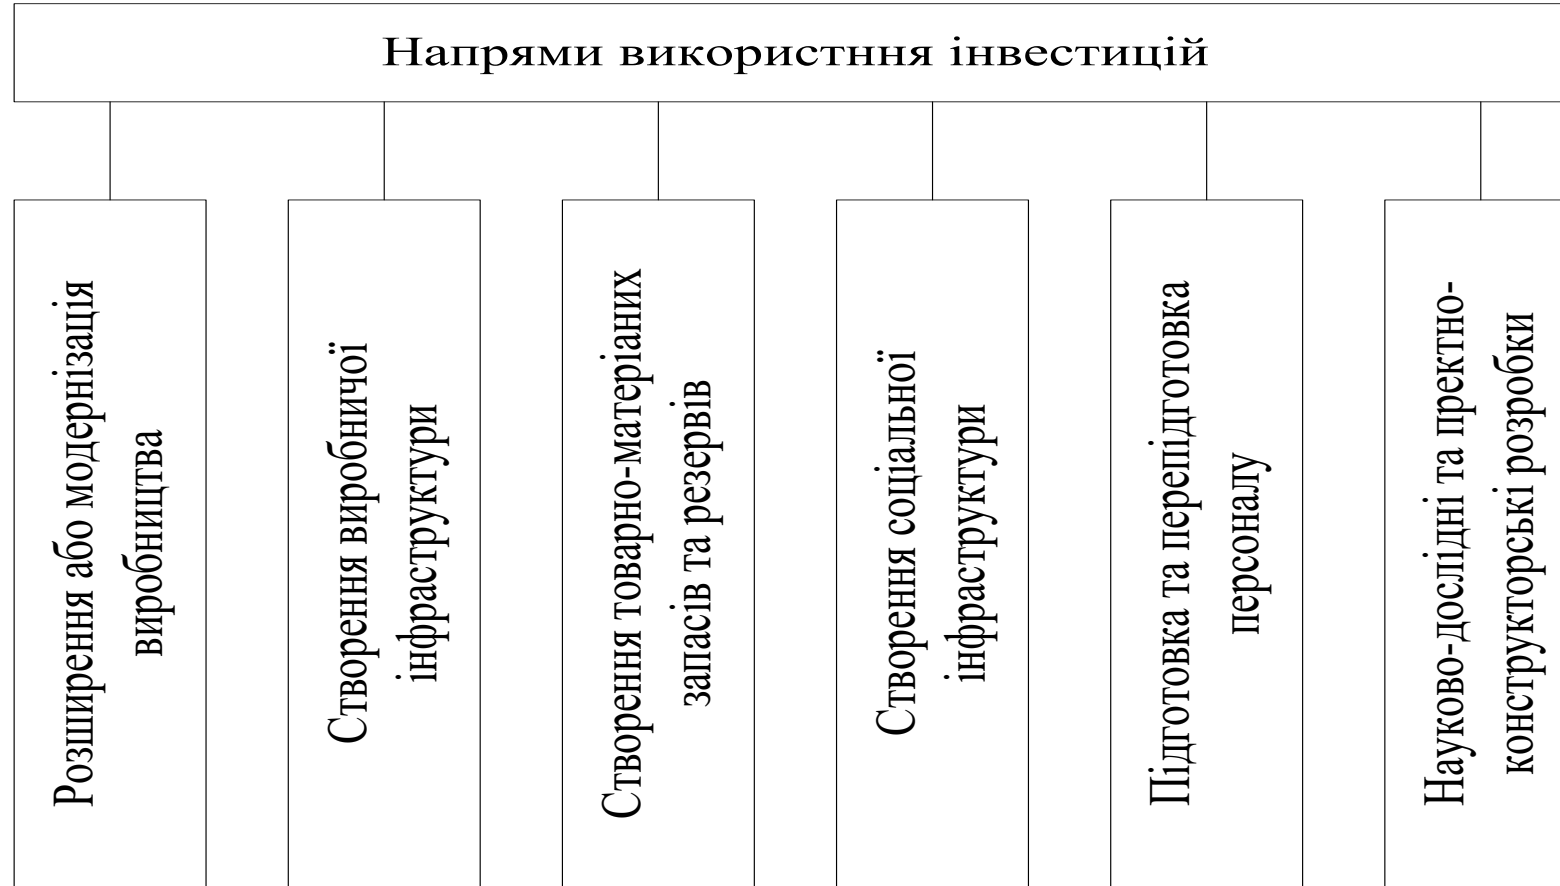 Напрями використння інвестицій
Розширення або модернізація
виробництва
Створення виробничої
інфраструктури
Створення товарно-матеріаних
запасів та резервів
Створення соціальної
інфраструктури
Підготовка та перепідготовка
персоналу
Науково-дослідні та пректно-
конструкторські розробки